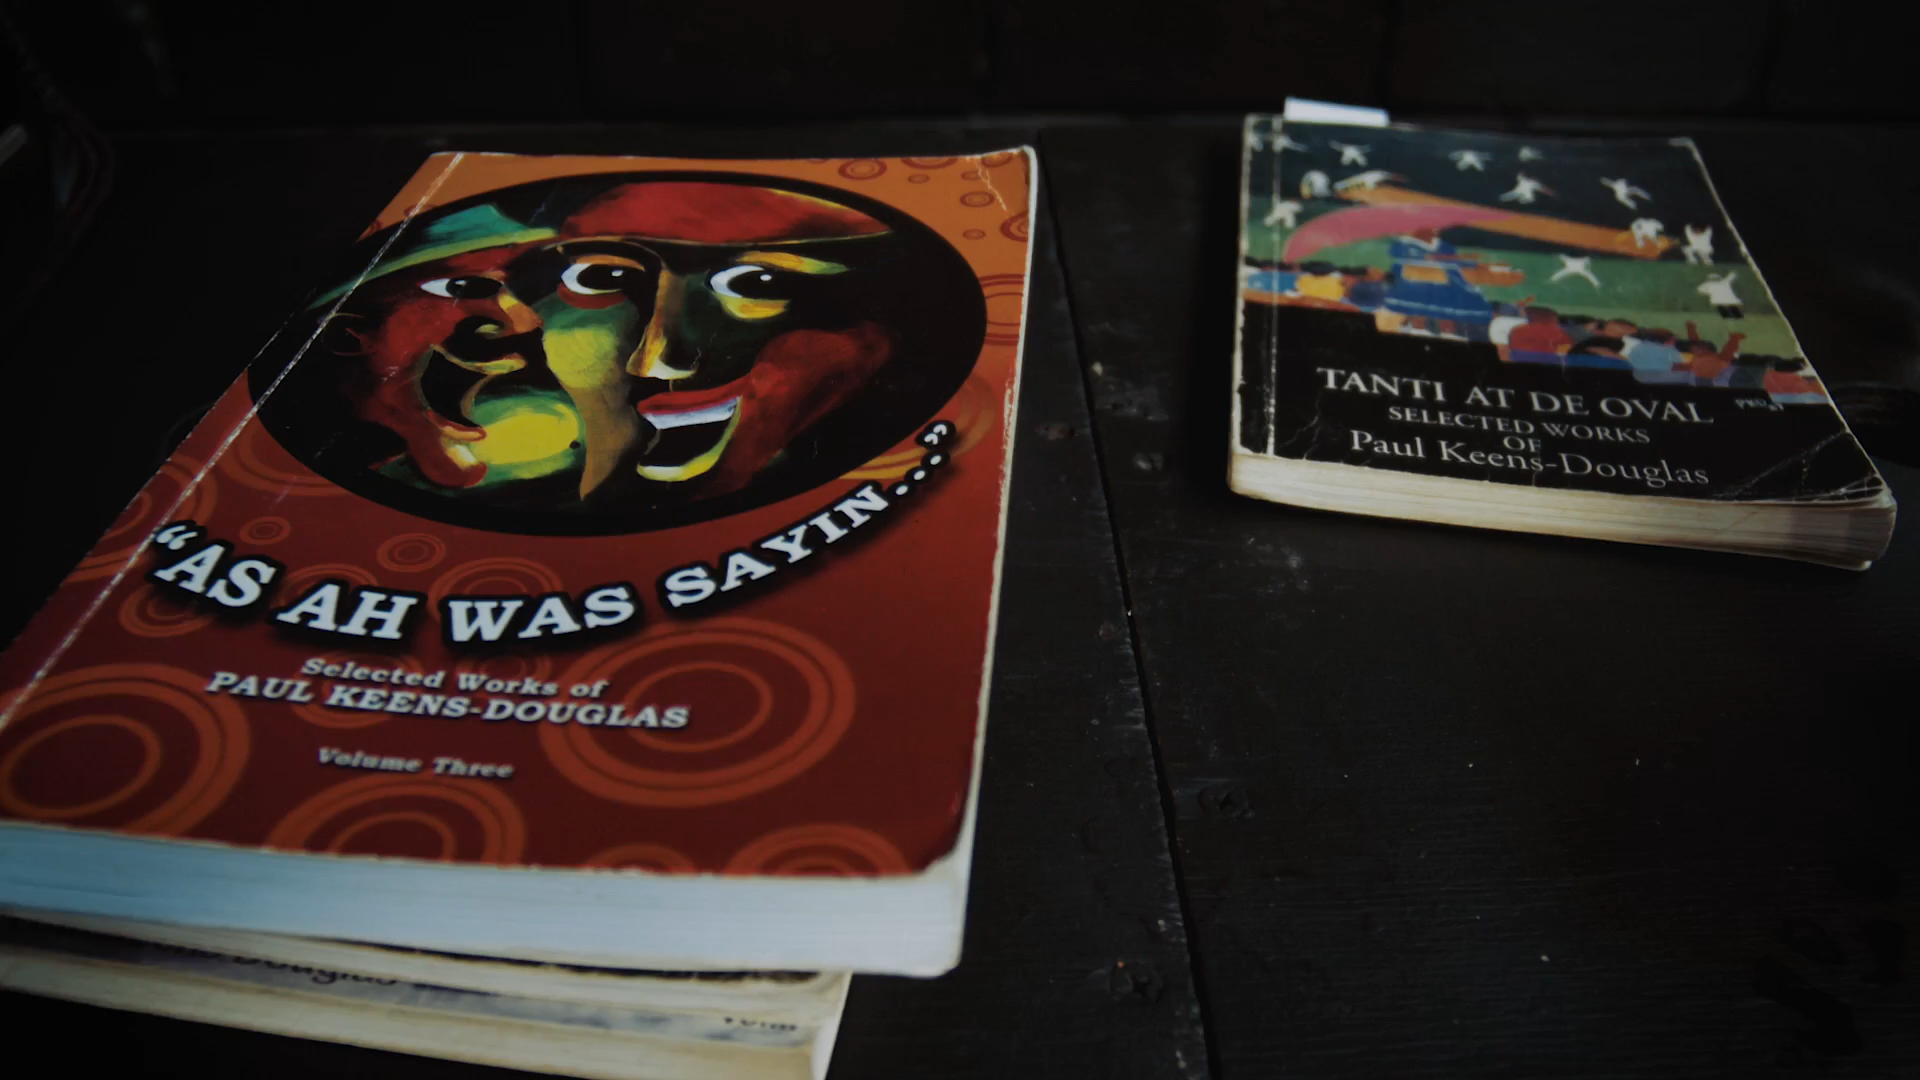 “AS AH WAS SAYIN...”
Selected Works of
PAUL KEENS-DOUGLAS
Volume Three
TANTI AT DE OVAL
SELECTED WORKS
OF
Paul Keens-Douglas
Douglas